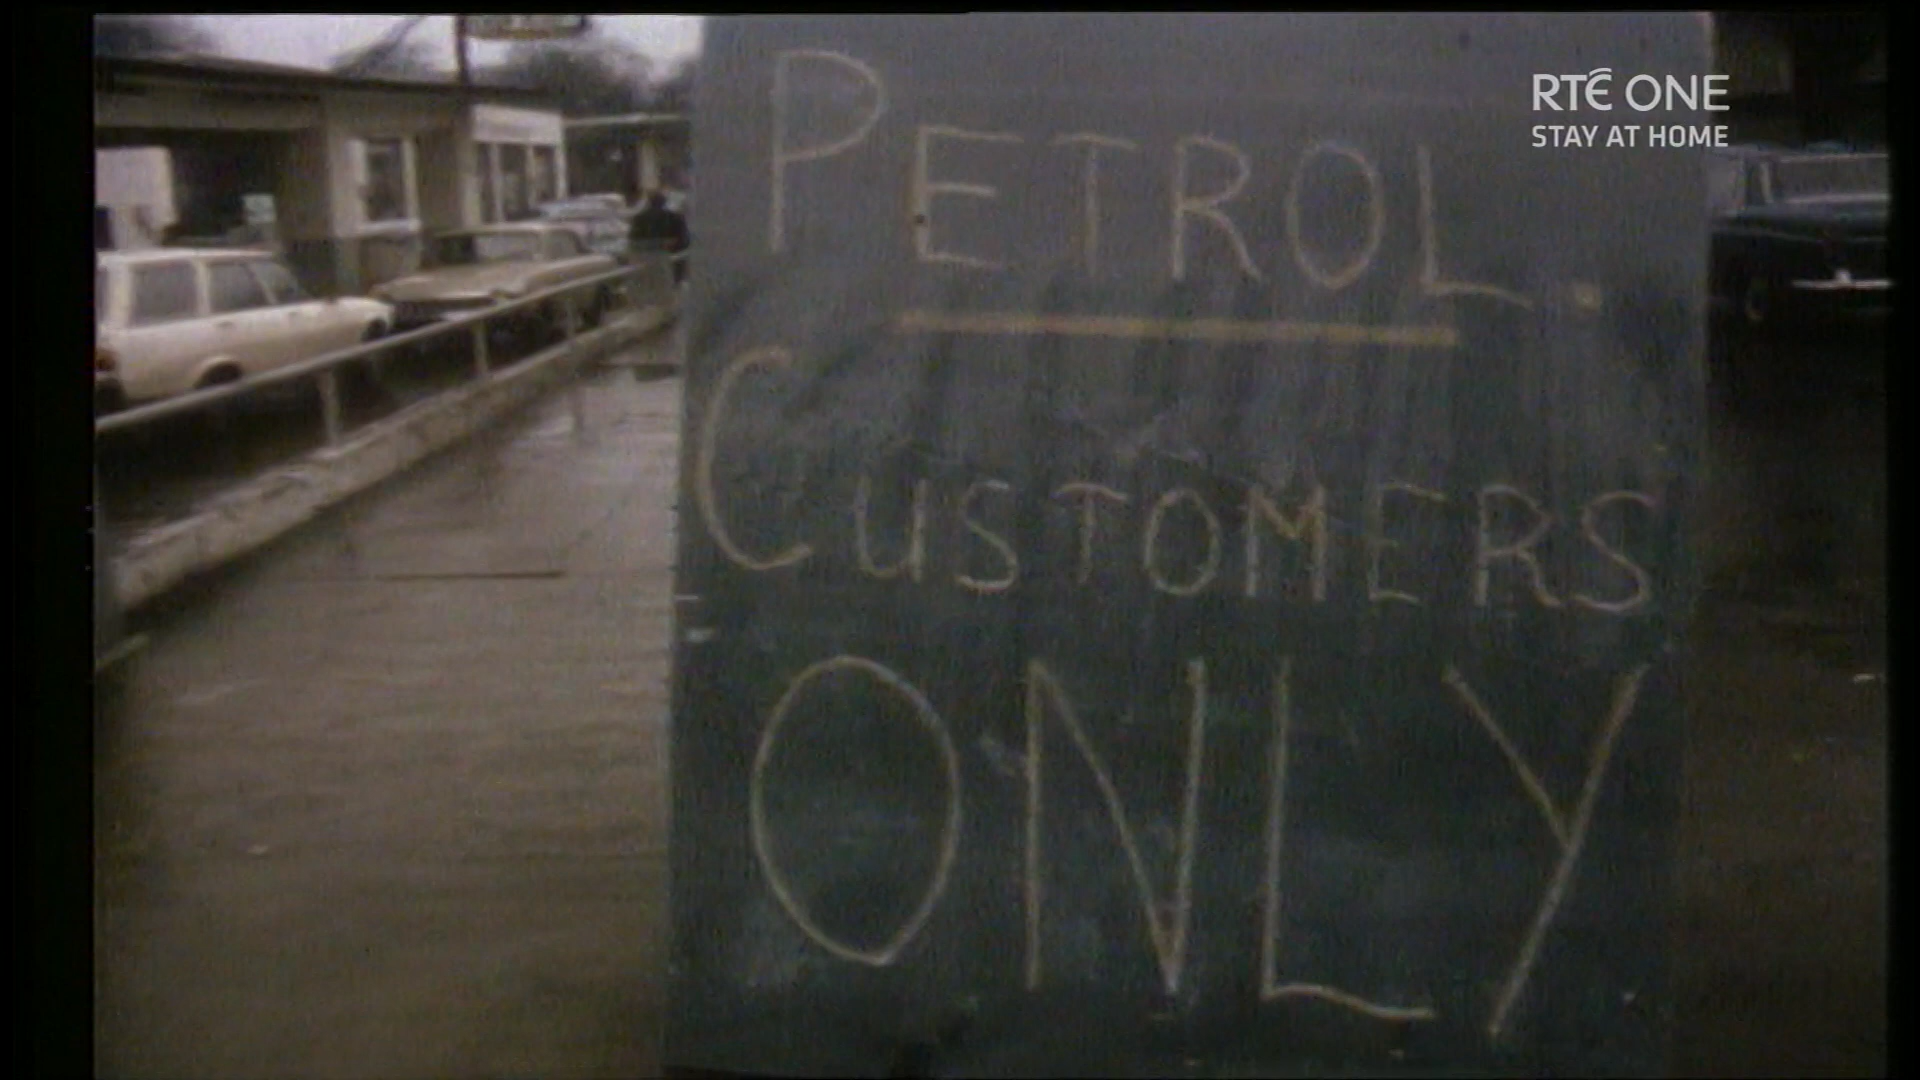 RTÉ ONE
STAY AT HOME
PETROL.
CUSTOMERS
ONLY